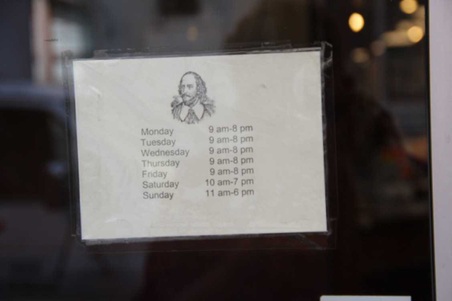 Monday 9 am-8 pm
Tuesday 9 am-8 pm
Wednesday 9 am-8 pm
Thursday 9 am-8 pm
Friday 9 am-8 pm
Saturday 10 am-7 pm
Sunday 11 am-6 pm